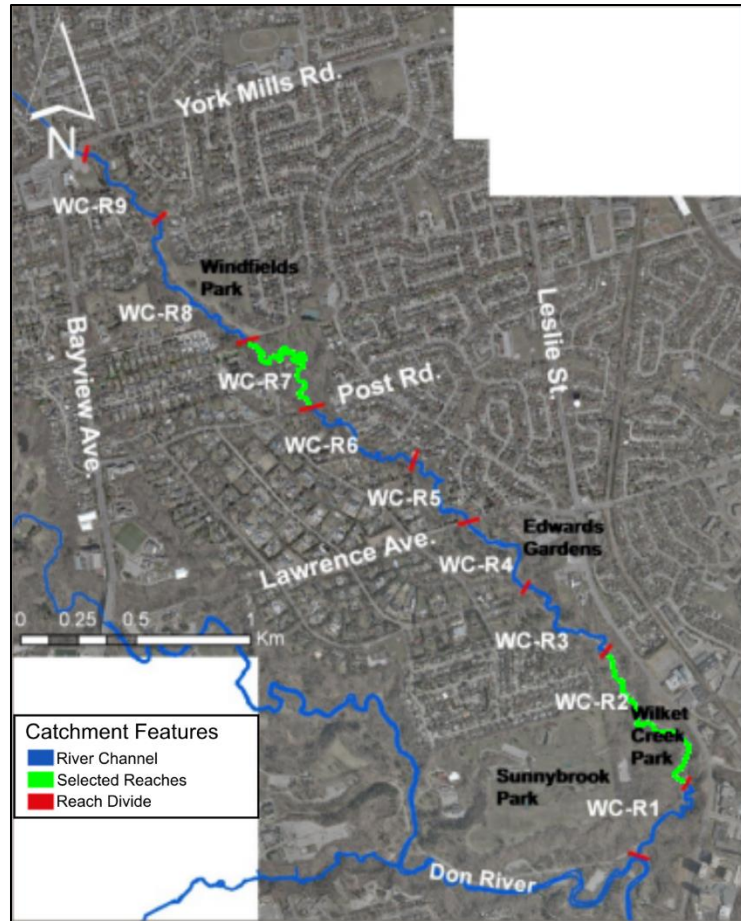 York Mills Rd.
N
WC-R9
Windfields
Park
WC-R8
Leslie St.
Bayview Ave.
WC-R7
Post Rd.
WC-R6
WC-R5
Edwards
Gardens
Lawrence Ave.
WC-R4
0 0.25 0.5 1
Km
WC-R3
WC-R2
Wilket
Creek
Park
Catchment Features
River Channel
Selected Reaches
Reach Divide
Sunnybrook
Park
WC-R1
Don River